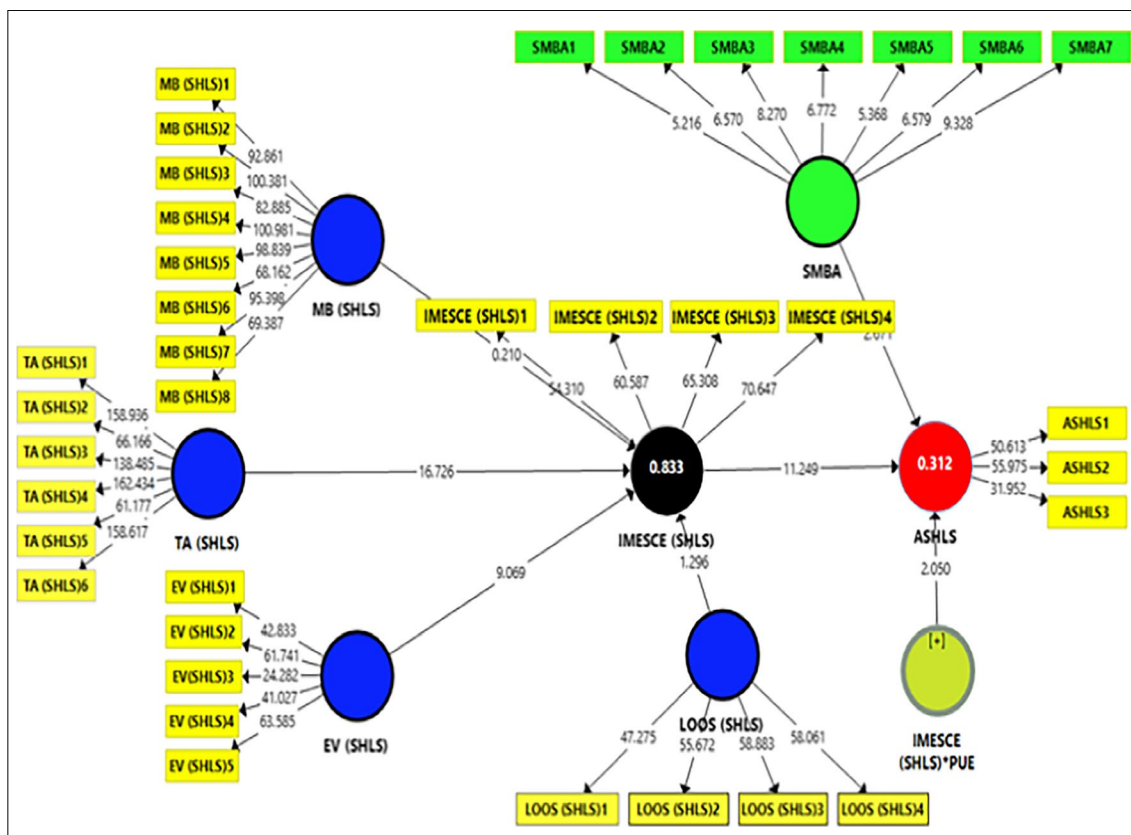 SMBA1 SMBA2 SMBA3 SMBA4 SMBA5 SMBA6 SMBA7
5.216 6.570 8.270 6.772 5.368 6.579 9.328
SMBA
2.671
MB (SHLS)1
MB (SHLS)2
MB (SHLS)3
MB (SHLS)4
MB (SHLS)5
MB (SHLS)6
MB (SHLS)7
MB (SHLS)8
92.861
100.381
82.885
100.981
98.839
68.162
95.398
69.387
MB (SHLS)
0.210
IMESCE (SHLS)1 IMESCE (SHLS)2 IMESCE (SHLS)3 IMESCE (SHLS)4
54.310 60.587 65.308 70.647
TA (SHLS)1
TA (SHLS)2
TA (SHLS)3
TA (SHLS)4
TA (SHLS)5
TA (SHLS)6
158.936
66.166
138.485
162.434
61.177
158.617
TA (SHLS)
16.726
0.833
IMESCE (SHLS)
11.249
0.312
ASHLS
50.613
55.975
31.952
ASHLS1
ASHLS2
ASHLS3
EV (SHLS)1
EV (SHLS)2
EV(SHLS)3
EV (SHLS)4
EV (SHLS)5
42.833
61.741
24.282
41.027
63.585
EV (SHLS)
9.069
1.296
LOOS (SHLS)
47.275 55.672 58.883 58.061
LOOS (SHLS)1 LOOS (SHLS)2 LOOS (SHLS)3 LOOS (SHLS)4
2.050
[+]
IMESCE
(SHLS)*PUE